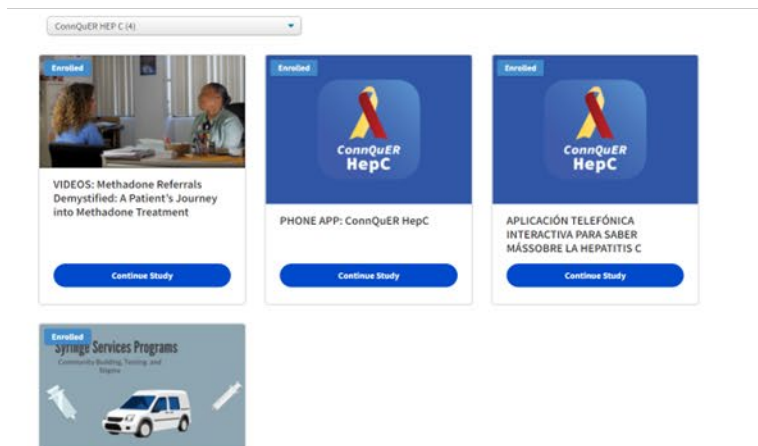 ConnQuER HEP C (4)
Enrolled
VIDEOS: Methadone Referrals
Demystified: A Patient's Journey
into Methadone Treatment
Continue Study
Enrolled
ConnQuER
HepC
PHONE APP: ConnQuER HepC
Continue Study
Enrolled
ConnQuER
HepC
APLICACIÓN TELEFÓNICA
INTERACTIVA PARA SABER
MÁSSOBRE LA HEPATITIS C
Continue Study
Enrolled
Syringe Services Programs
Community Building, Testing and
Stigma